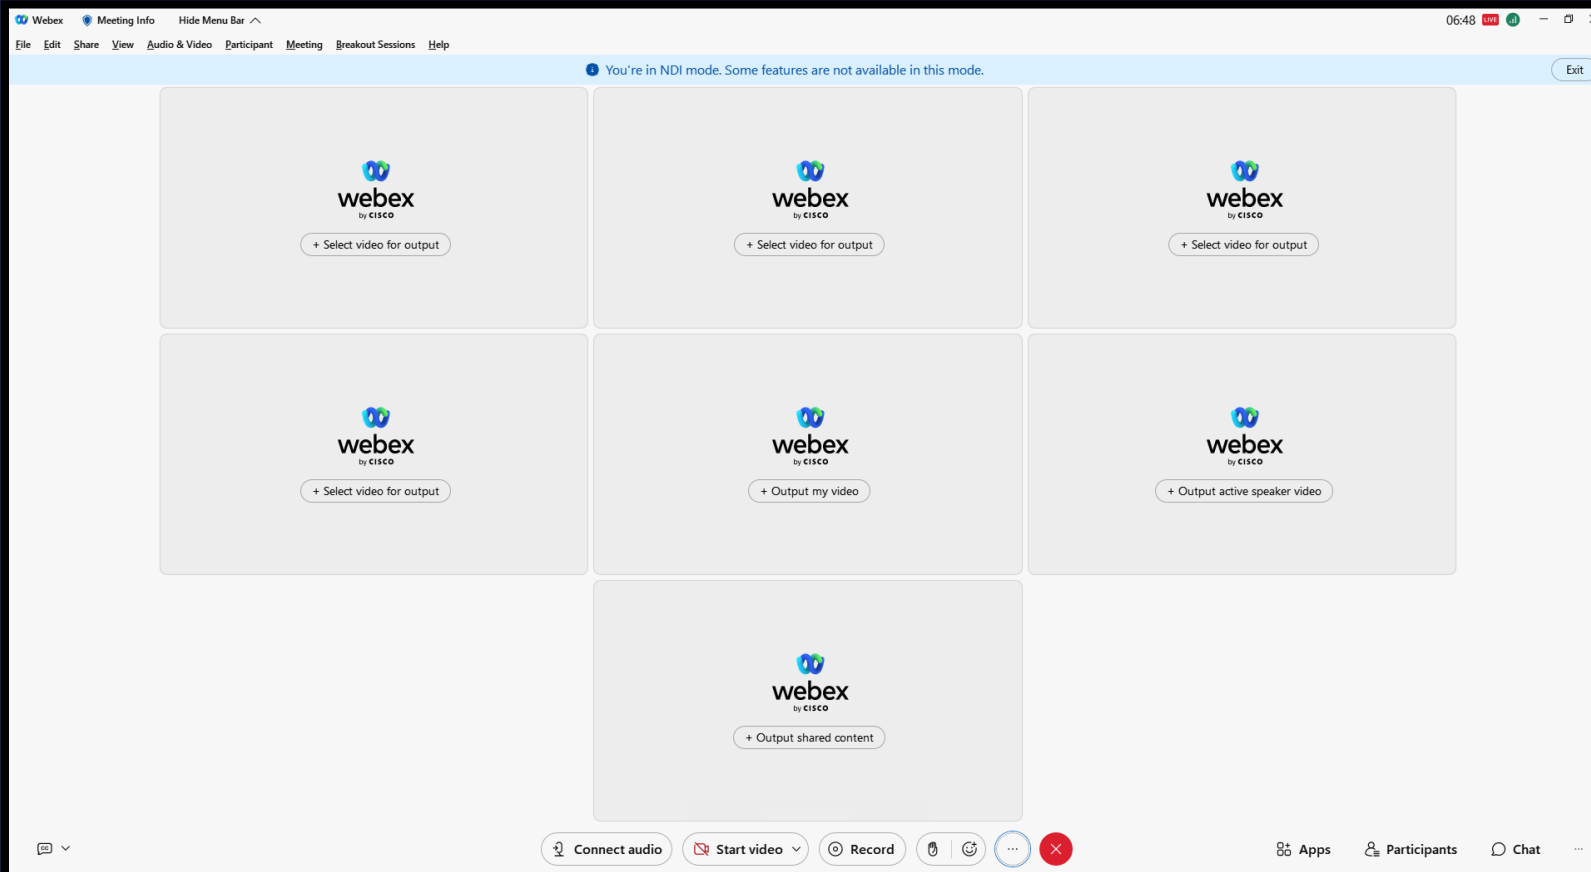 Webex Meeting Info Hide Menu Bar 06:48 LIVE
File Edit Share View Audio & Video Participant Meeting Breakout Sessions Help
You're in NDI mode. Some features are not available in this mode. Exit
webex webex webex
by CISCO by CISCO by CISCO
+ Select video for output + Select video for output + Select video for output
webex webex webex
by CISCO by CISCO by CISCO
+ Select video for output + Output my video + Output active speaker video
webex
by CISCO
+ Output shared content
CC Connect audio Start video Record ... Apps Participants Chat ...